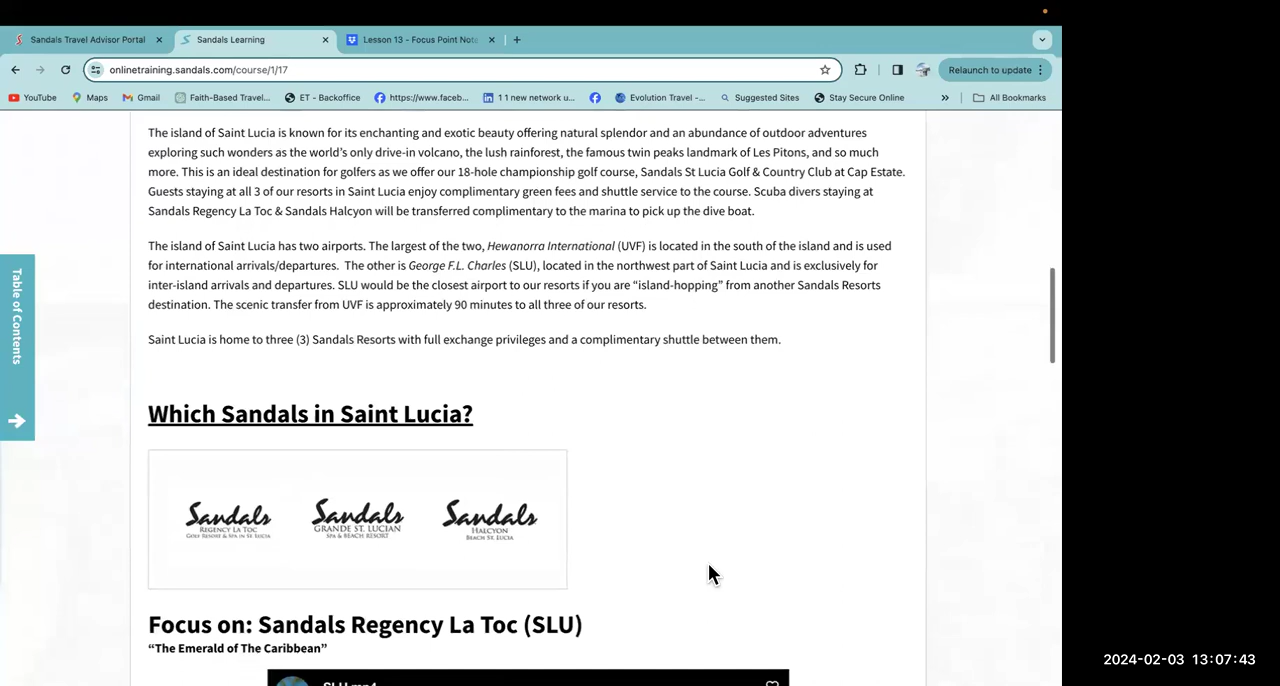 Sandals Travel Advisor Portal
Sandals Learning
Lesson 13 - Focus Point Not
onlinetraining.sandals.com/course/1/17
Relaunch to update
YouTube
Maps
Gmail
Faith-Based Travel...
ET - Backoffice
https://www.faceb...
1 1 new network u...
Evolution Travel -...
Suggested Sites
Stay Secure Online
»
All Bookmarks
The island of Saint Lucia is known for its enchanting and exotic beauty offering natural splendor and an abundance of outdoor adventures
exploring such wonders as the world's only drive-in volcano, the lush rainforest, the famous twin peaks landmark of Les Pitons, and so much
more. This is an ideal destination for golfers as we offer our 18-hole championship golf course, Sandals St Lucia Golf & Country Club at Cap Estate.
Guests staying at all 3 of our resorts in Saint Lucia enjoy complimentary green fees and shuttle service to the course. Scuba divers staying at
Sandals Regency La Toc & Sandals Halcyon will be transferred complimentary to the marina to pick up the dive boat.
The island of Saint Lucia has two airports. The largest of the two, Hewanorra International (UVF) is located in the south of the island and is used
for international arrivals/departures. The other is George F.L. Charles (SLU), located in the northwest part of Saint Lucia and is exclusively for
inter-island arrivals and departures. SLU would be the closest airport to our resorts if you are “island-hopping” from another Sandals Resorts
destination. The scenic transfer from UVF is approximately 90 minutes to all three of our resorts.
Saint Lucia is home to three (3) Sandals Resorts with full exchange privileges and a complimentary shuttle between them.
Table of Contents
Which Sandals in Saint Lucia?
Sandals
REGENCY LA TOC
GOLF RESORT & SPA IN ST. LUCIA
Sandals
GRANDE ST. LUCIAN
SPA & BEACH RESORT
Sandals
HALCYON
BEACH ST. LUCIA
Focus on: Sandals Regency La Toc (SLU)
“The Emerald of The Caribbean”
SLU.mp4
2024-02-03 13:07:43